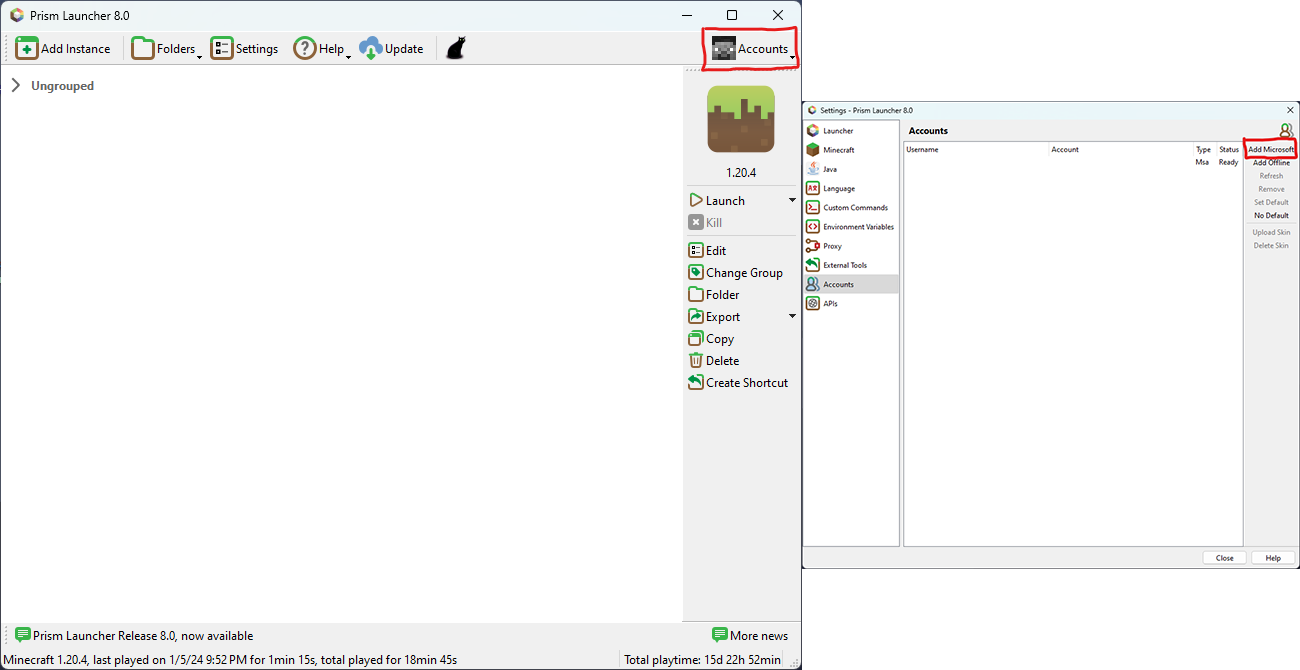 Prism Launcher 8.0
Add Instance Folders Settings Help Update Accounts
Ungrouped
1.20.4
Launch
Kill
Edit
Change Group
Folder
Export
Copy
Delete
Create Shortcut
Prism Launcher Release 8.0, now available More news
Minecraft 1.20.4, last played on 1/5/24 9:52 PM for 1min 15s, total played for 18min 45s Total playtime: 15d 22h 52min
Settings - Prism Launcher 8.0
Launcher
Minecraft
Java
Language
Custom Commands
Environment Variables
Proxy
External Tools
Accounts
APIs
Accounts
Username Account Type Status
Msa Ready
Add Microsoft
Add Offline
Refresh
Remove
Set Default
No Default
Upload Skin
Delete Skin
Close Help